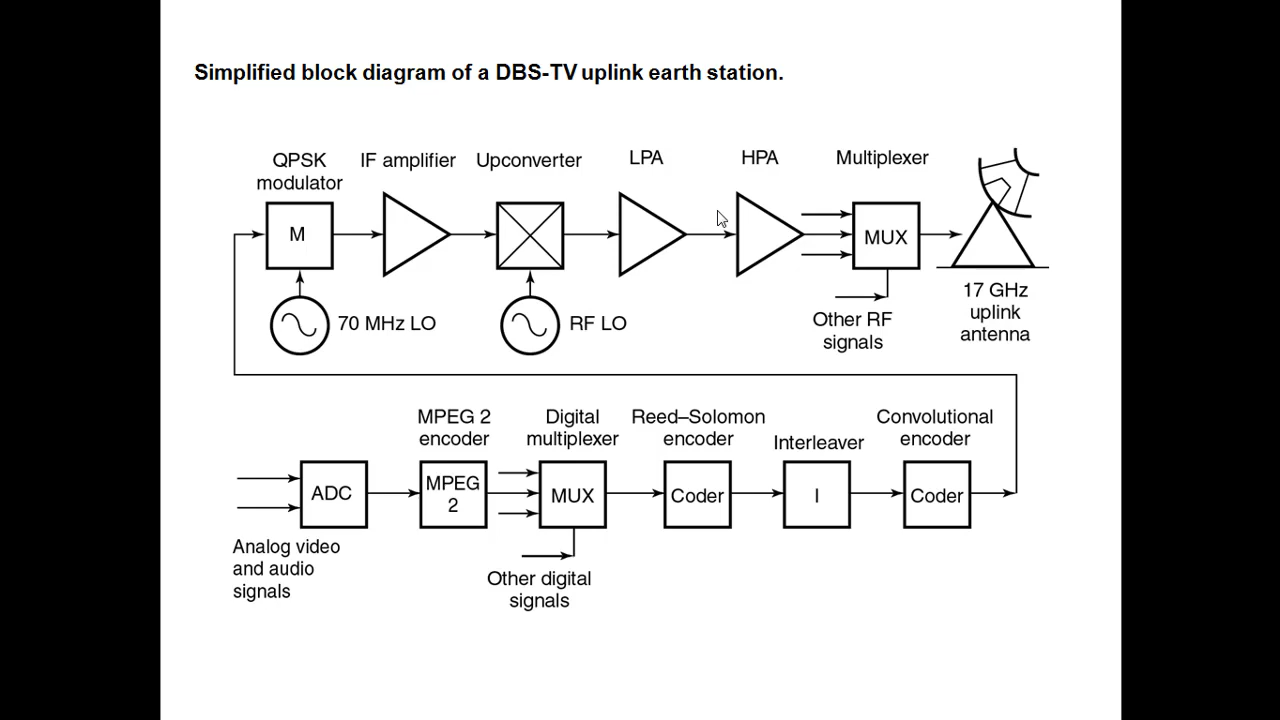 Simplified block diagram of a DBS-TV uplink earth station.
QPSK
modulator
IF amplifier
Upconverter
LPA
HPA
Multiplexer
M
MUX
70 MHz LO
RF LO
Other RF
signals
17 GHz
uplink
antenna
MPEG 2
encoder
Digital
multiplexer
Reed–Solomon
encoder
Interleaver
Convolutional
encoder
ADC
MPEG
2
MUX
Coder
I
Coder
Analog video
and audio
signals
Other digital
signals